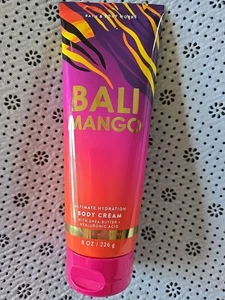 BATH & BODY WORKS
BALI
MANGO
ULTIMATE HYDRATION
BODY CREAM
WITH SHEA BUTTER +
HYALURONIC ACID
8 OZ / 226 g